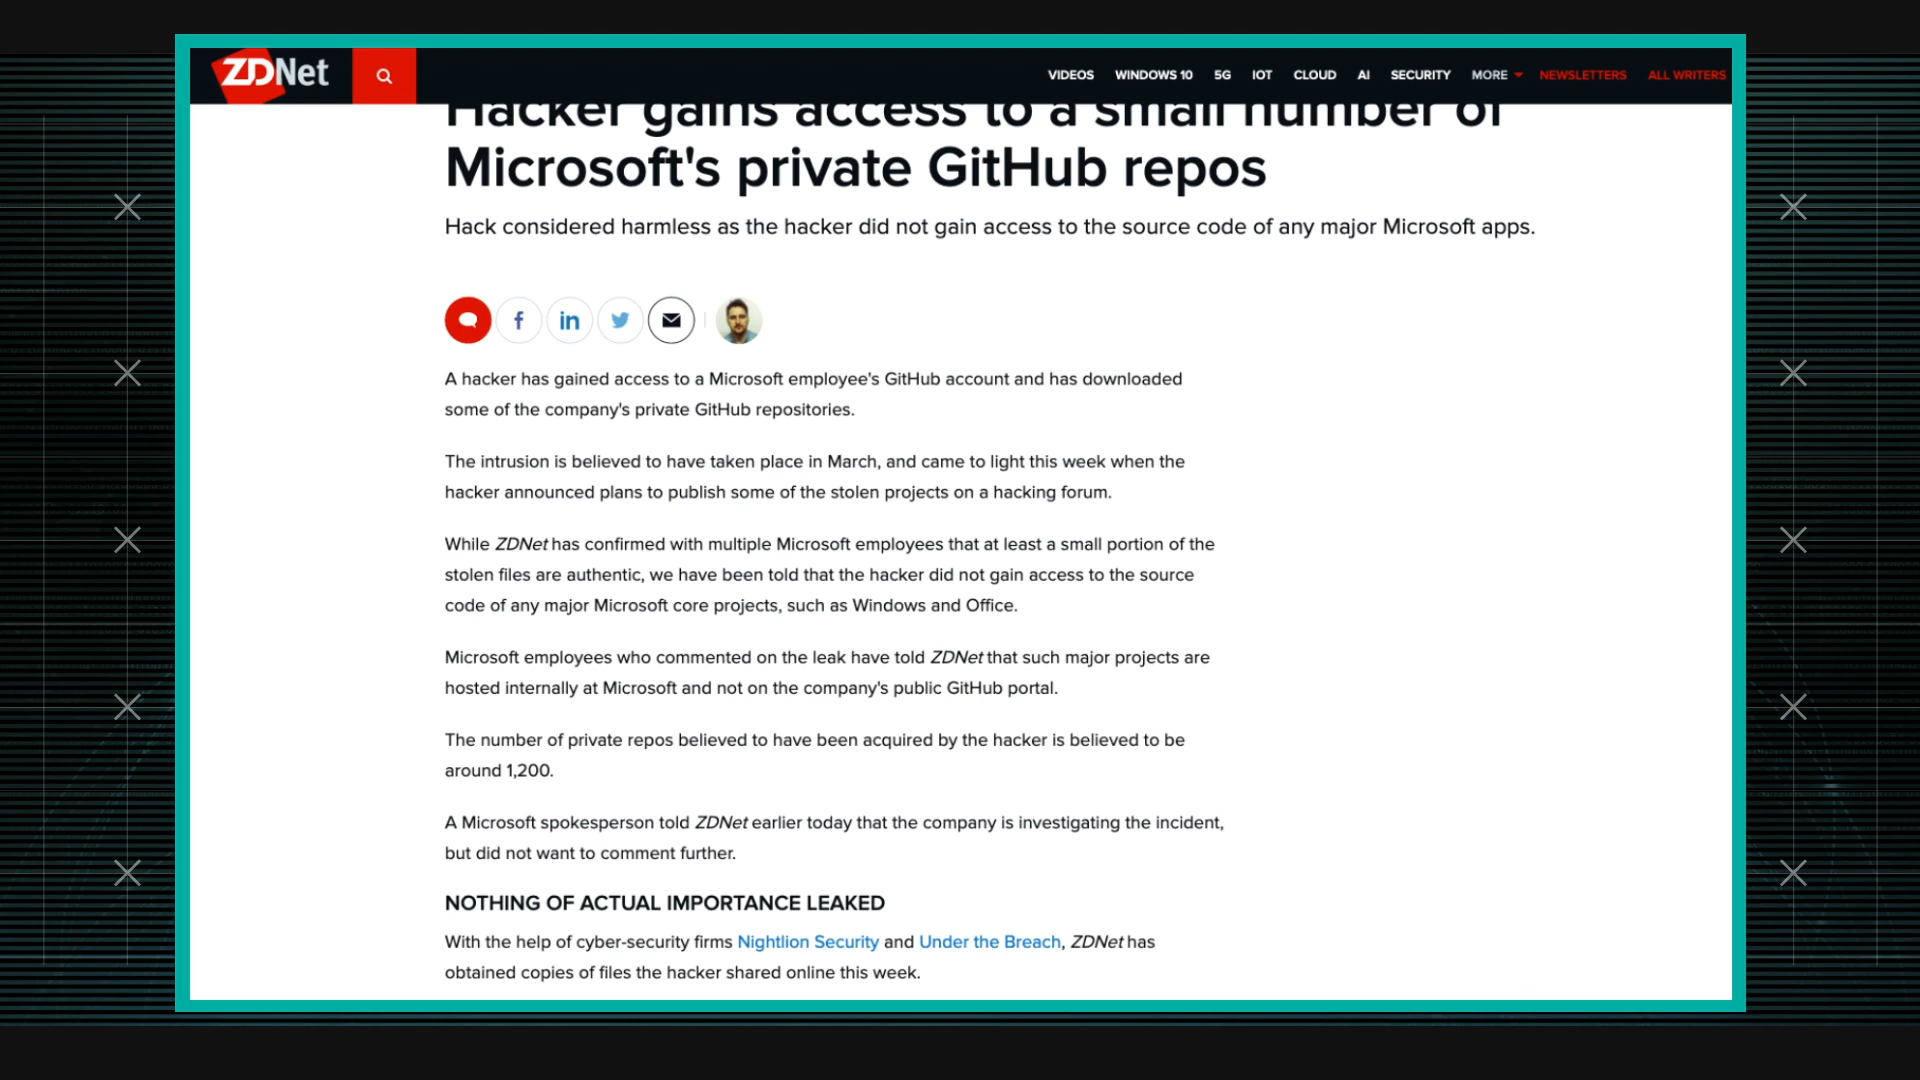 ZDNet
VIDEOS WINDOWS 10 5G IOT CLOUD AI SECURITY MORE NEWSLETTERS ALL WRITERS
Hacker gains access to a small number of
Microsoft's private GitHub repos
Hack considered harmless as the hacker did not gain access to the source code of any major Microsoft apps.
f in
A hacker has gained access to a Microsoft employee's GitHub account and has downloaded
some of the company's private GitHub repositories.
The intrusion is believed to have taken place in March, and came to light this week when the
hacker announced plans to publish some of the stolen projects on a hacking forum.
While ZDNet has confirmed with multiple Microsoft employees that at least a small portion of the
stolen files are authentic, we have been told that the hacker did not gain access to the source
code of any major Microsoft core projects, such as Windows and Office.
Microsoft employees who commented on the leak have told ZDNet that such major projects are
hosted internally at Microsoft and not on the company's public GitHub portal.
The number of private repos believed to have been acquired by the hacker is believed to be
around 1,200.
A Microsoft spokesperson told ZDNet earlier today that the company is investigating the incident,
but did not want to comment further.
NOTHING OF ACTUAL IMPORTANCE LEAKED
With the help of cyber-security firms Nightlion Security and Under the Breach, ZDNet has
obtained copies of files the hacker shared online this week.